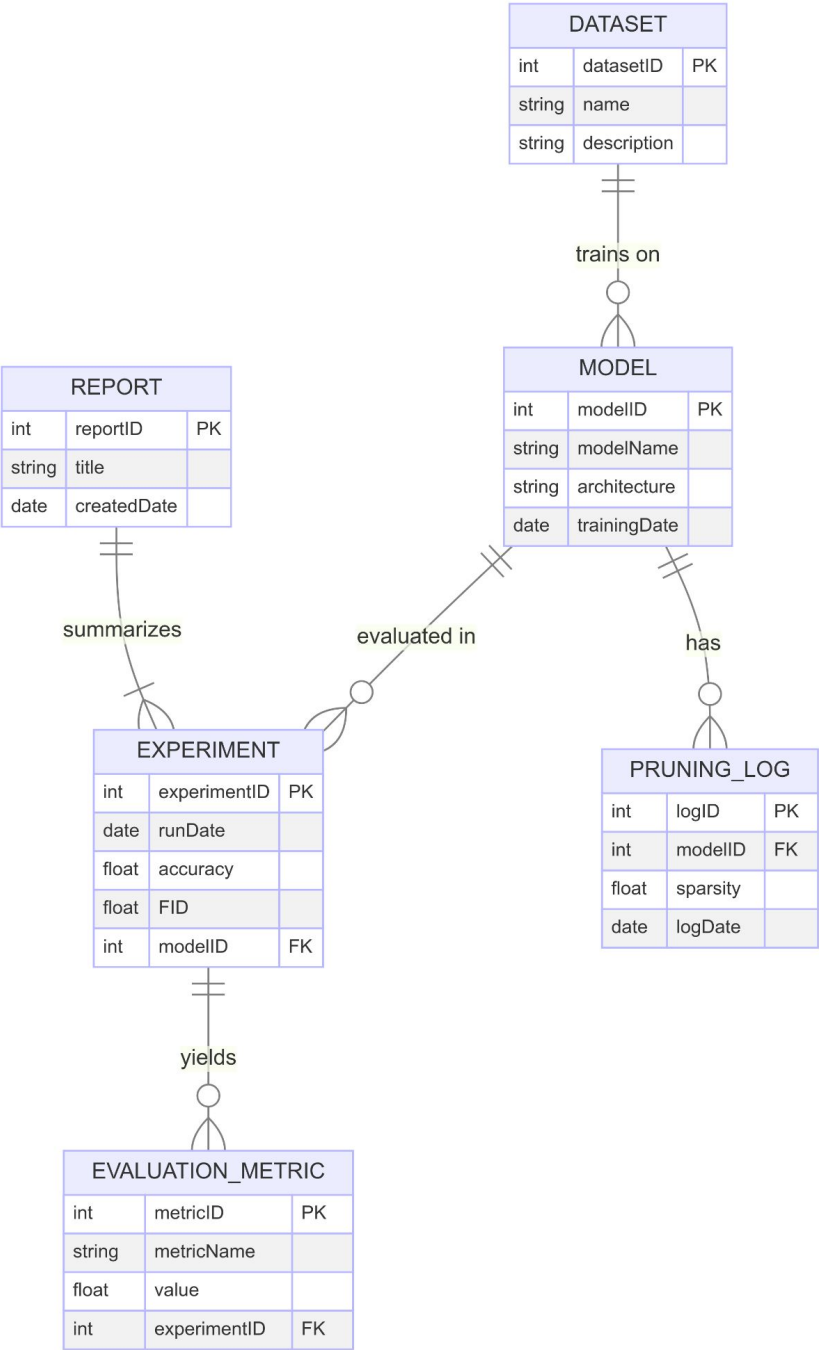 DATASET
int datasetID PK
string name
string description
trains on
MODEL
int modelID PK
string modelName
string architecture
date trainingDate
REPORT
int reportID PK
string title
date createdDate
summarizes
evaluated in
has
EXPERIMENT
int experimentID PK
date runDate
float accuracy
float FID
int modelID FK
PRUNING_LOG
int logID PK
int modelID FK
float sparsity
date logDate
yields
EVALUATION_METRIC
int metricID PK
string metricName
float value
int experimentID FK